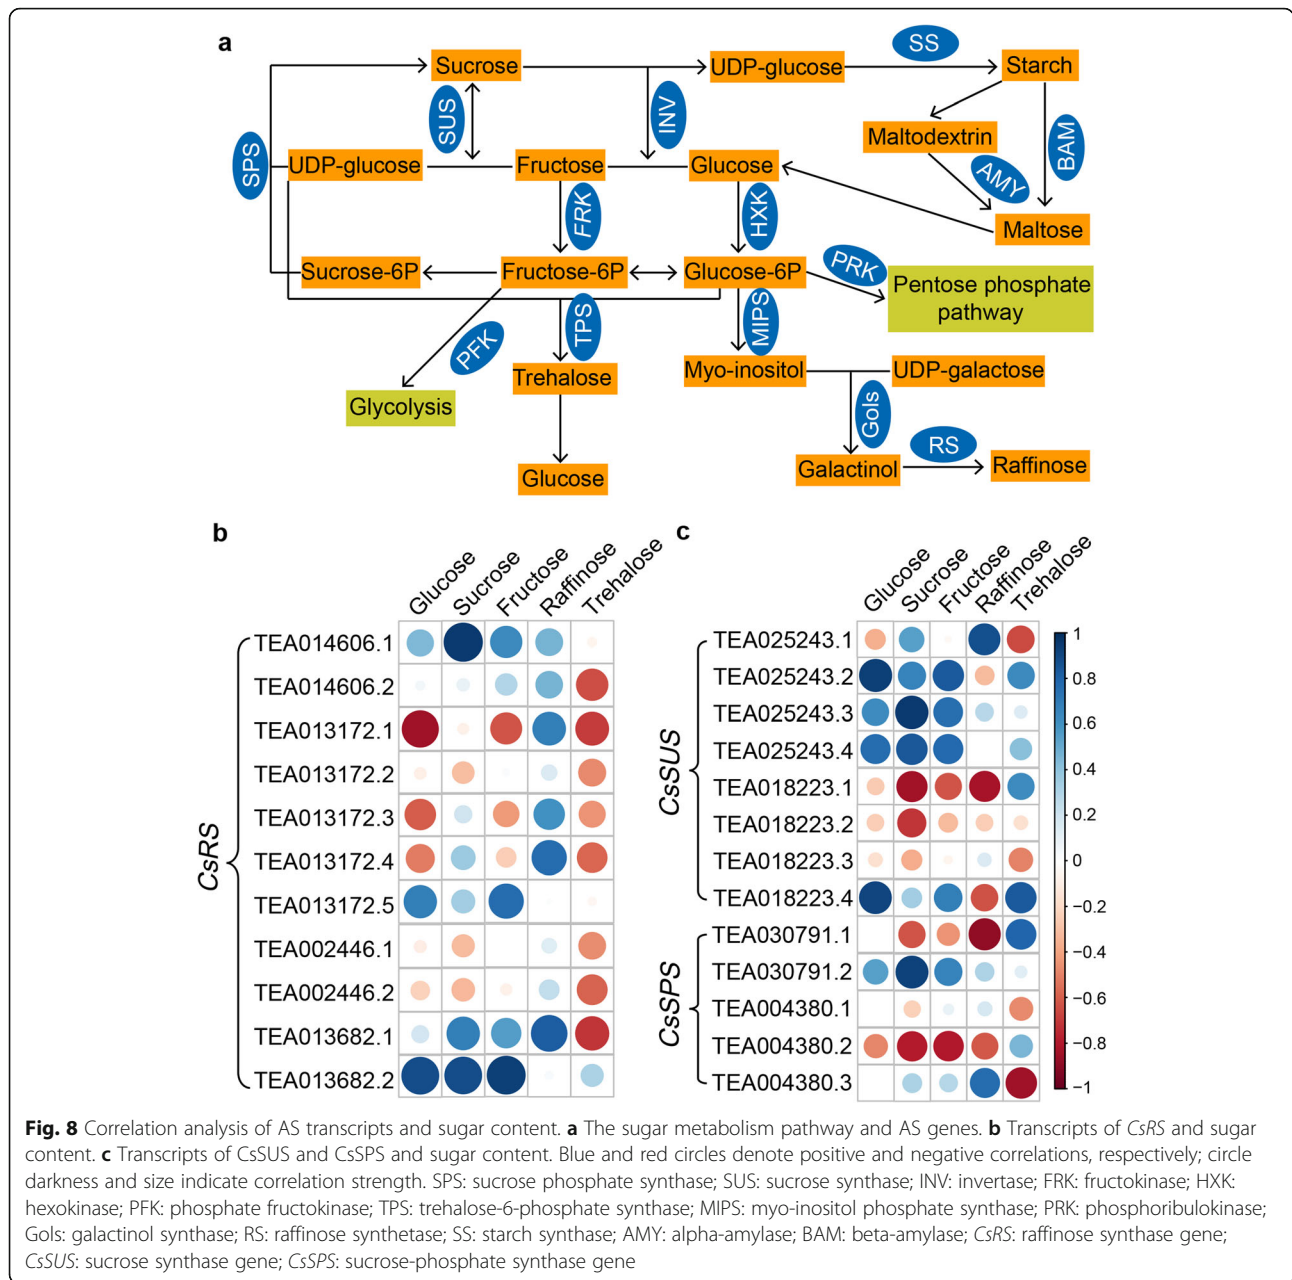 a
SS
Sucrose
UDP-glucose
Starch
SUS
INV
Maltodextrin
BAM
SPS
UDP-glucose
Fructose
Glucose
AMY
FRK
HXK
Maltose
Sucrose-6P
Fructose-6P
Glucose-6P
PRK
Pentose phosphate
pathway
PFK
TPS
MIPS
Trehalose
Myo-inositol
UDP-galactose
Glycolysis
Gols
RS
Glucose
Galactinol
Raffinose
b
Glucose
Sucrose
Fructose
Raffinose
Trehalose
CsRS
TEA014606.1
TEA014606.2
TEA013172.1
TEA013172.2
TEA013172.3
TEA013172.4
TEA013172.5
TEA002446.1
TEA002446.2
TEA013682.1
TEA013682.2
c
Glucose
Sucrose
Fructose
Raffinose
Trehalose
CsSUS
TEA025243.1
TEA025243.2
TEA025243.3
TEA025243.4
TEA018223.1
TEA018223.2
TEA018223.3
TEA018223.4
CsSPS
TEA030791.1
TEA030791.2
TEA004380.1
TEA004380.2
TEA004380.3
1
0.8
0.6
0.4
0.2
0
−0.2
−0.4
−0.6
−0.8
−1
Fig. 8 Correlation analysis of AS transcripts and sugar content. a The sugar metabolism pathway and AS genes. b Transcripts of CsRS and sugar
content. c Transcripts of CsSUS and CsSPS and sugar content. Blue and red circles denote positive and negative correlations, respectively; circle
darkness and size indicate correlation strength. SPS: sucrose phosphate synthase; SUS: sucrose synthase; INV: invertase; FRK: fructokinase; HXK:
hexokinase; PFK: phosphate fructokinase; TPS: trehalose-6-phosphate synthase; MIPS: myo-inositol phosphate synthase; PRK: phosphoribulokinase;
Gols: galactinol synthase; RS: raffinose synthetase; SS: starch synthase; AMY: alpha-amylase; BAM: beta-amylase; CsRS: raffinose synthase gene;
CsSUS: sucrose synthase gene; CsSPS: sucrose-phosphate synthase gene